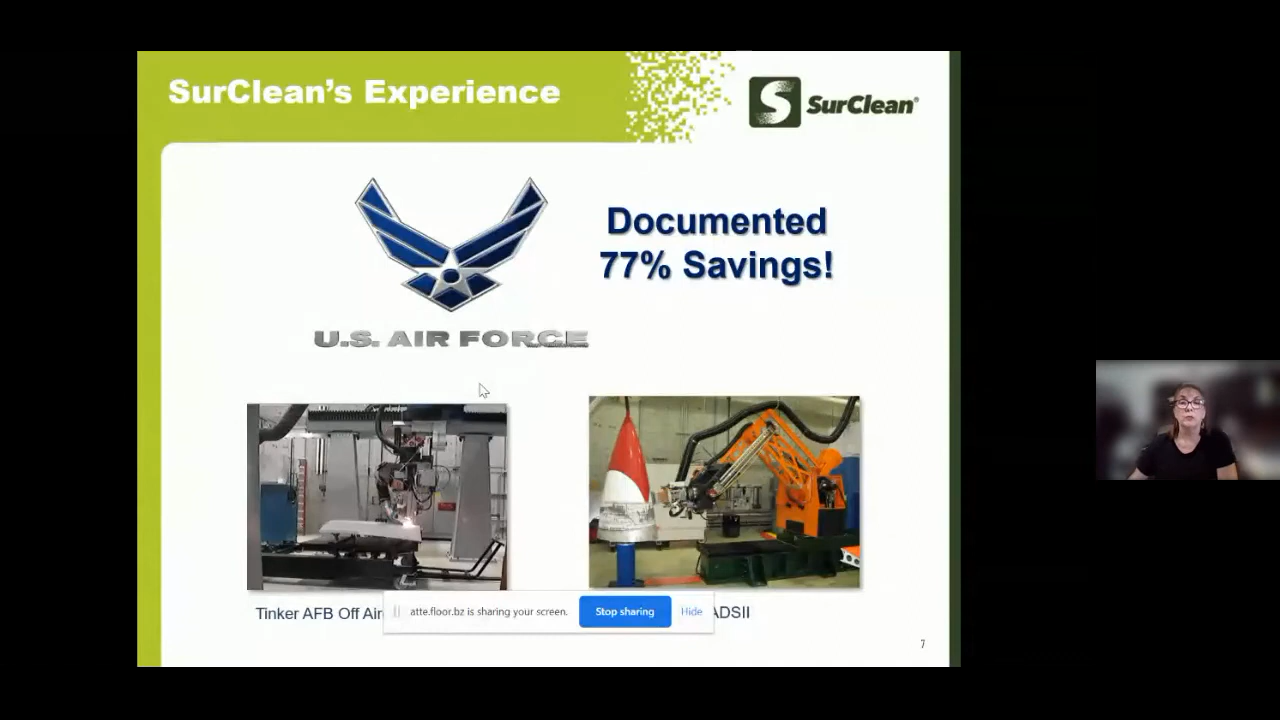 SurClean's Experience
SurClean®
Documented
77% Savings!
U.S. AIR FORCE
Tinker AFB Off Air
atte.floor.bz is sharing your screen.
Stop sharing
Hide
ADSII
7